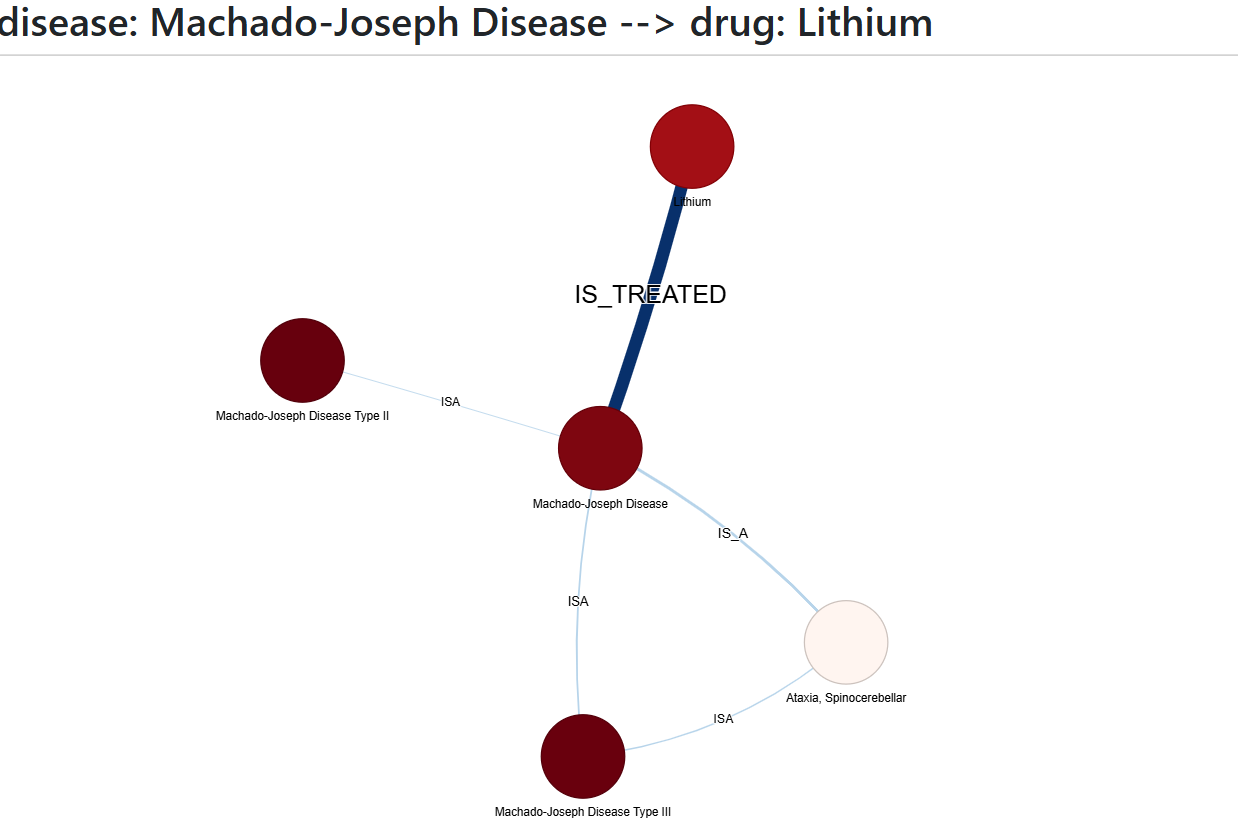 disease: Machado-Joseph Disease --> drug: Lithium
Lithium
IS_TREATED
ISA
Machado-Joseph Disease Type II
Machado-Joseph Disease
IS_A
ISA
Ataxia, Spinocerebellar
ISA
Machado-Joseph Disease Type III